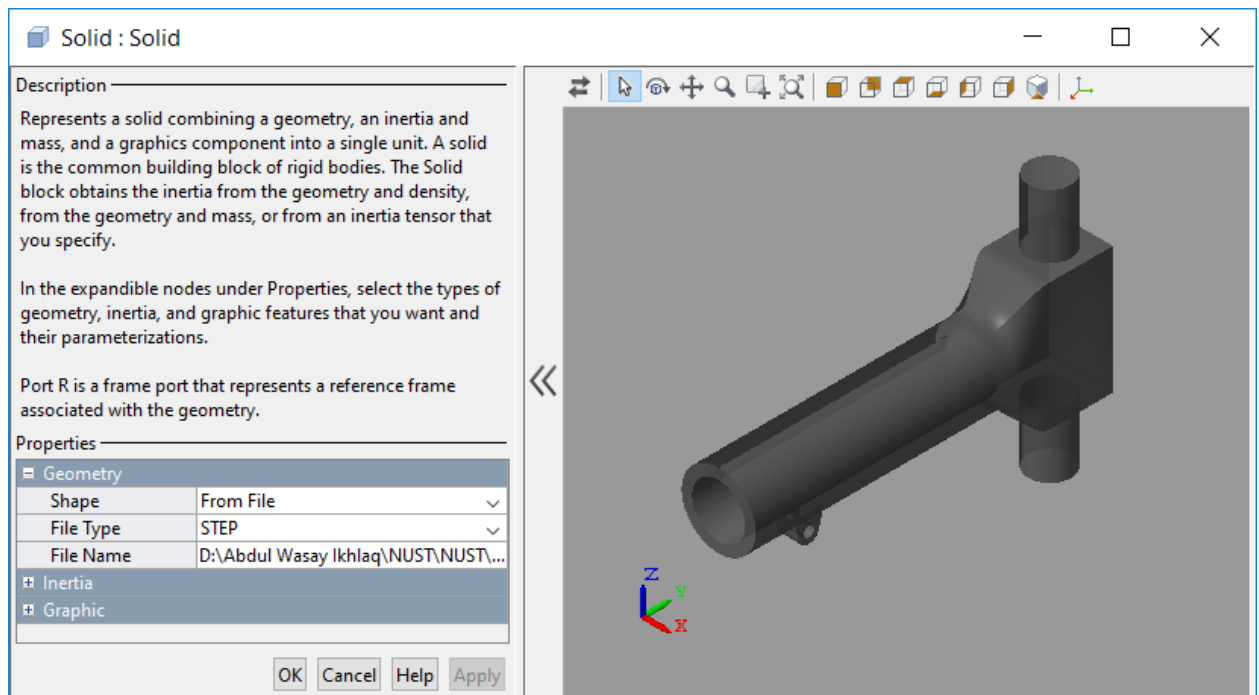 Solid : Solid
Description
Represents a solid combining a geometry, an inertia and
mass, and a graphics component into a single unit. A solid
is the common building block of rigid bodies. The Solid
block obtains the inertia from the geometry and density,
from the geometry and mass, or from an inertia tensor that
you specify.
In the expandible nodes under Properties, select the types of
geometry, inertia, and graphic features that you want and
their parameterizations.
Port R is a frame port that represents a reference frame
associated with the geometry.
Properties
Geometry
Shape From File
File Type STEP
File Name D:\Abdul Wasay Ikhlaq\NUST\NUST\...
Inertia
Graphic
OK Cancel Help Apply
Z
Y
X